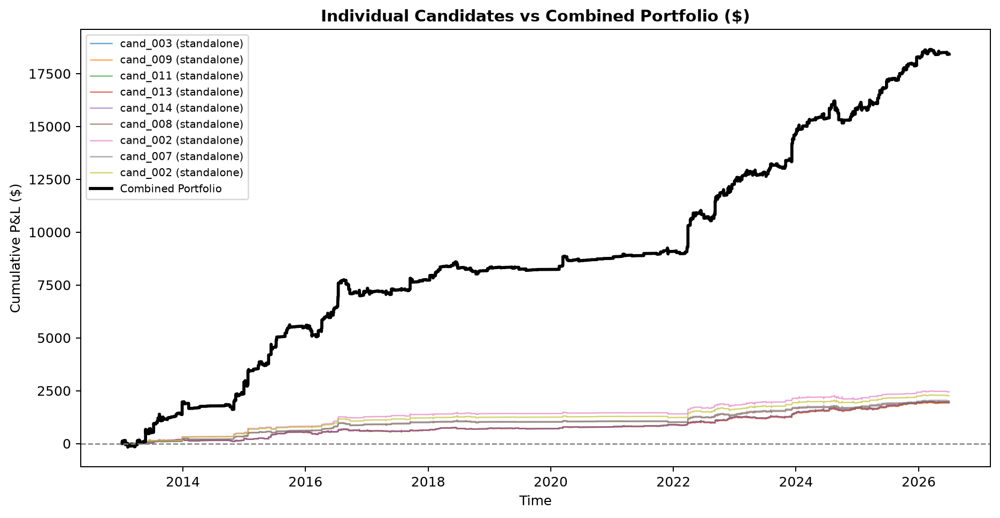 Individual Candidates vs Combined Portfolio ($)
cand_003 (standalone)
cand_009 (standalone)
cand_011 (standalone)
cand_013 (standalone)
cand_014 (standalone)
cand_008 (standalone)
cand_002 (standalone)
cand_007 (standalone)
cand_002 (standalone)
Combined Portfolio
Cumulative P&L ($)
17500
15000
12500
10000
7500
5000
2500
0
2014
2016
2018
2020
2022
2024
2026
Time